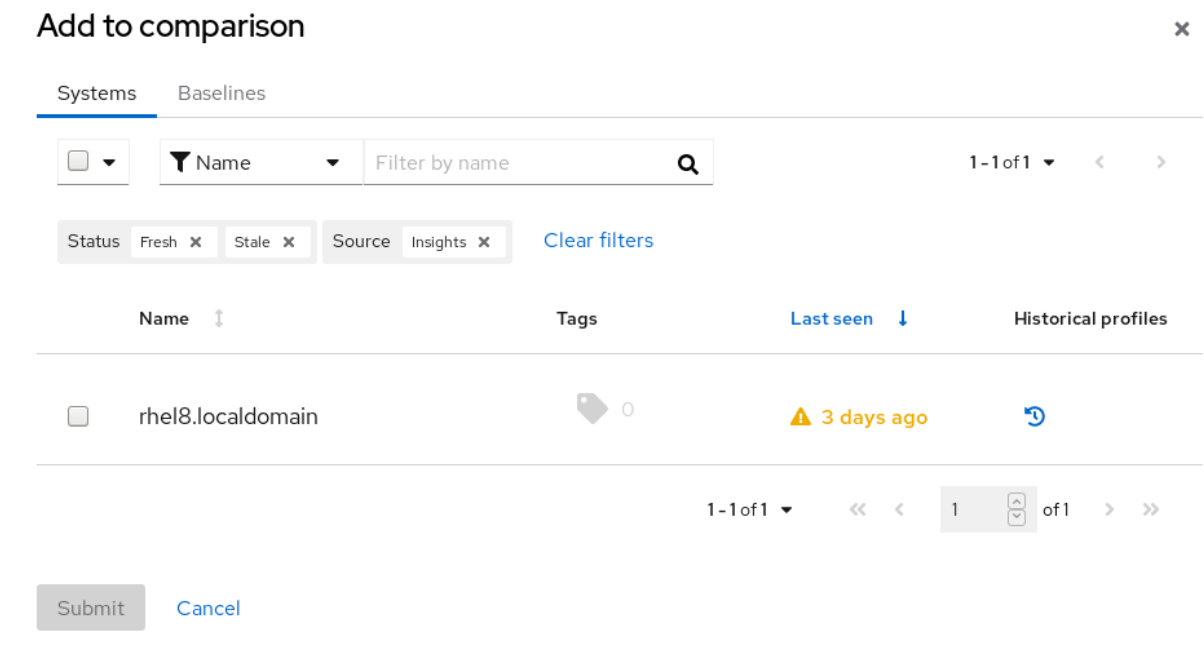 Add to comparison
Systems Baselines
Name Filter by name 1 - 1 of 1
Status Fresh Stale Source Insights Clear filters
Name Tags Last seen Historical profiles
rhel8.localdomain 0 3 days ago
1 - 1 of 1 1 of 1
Submit Cancel